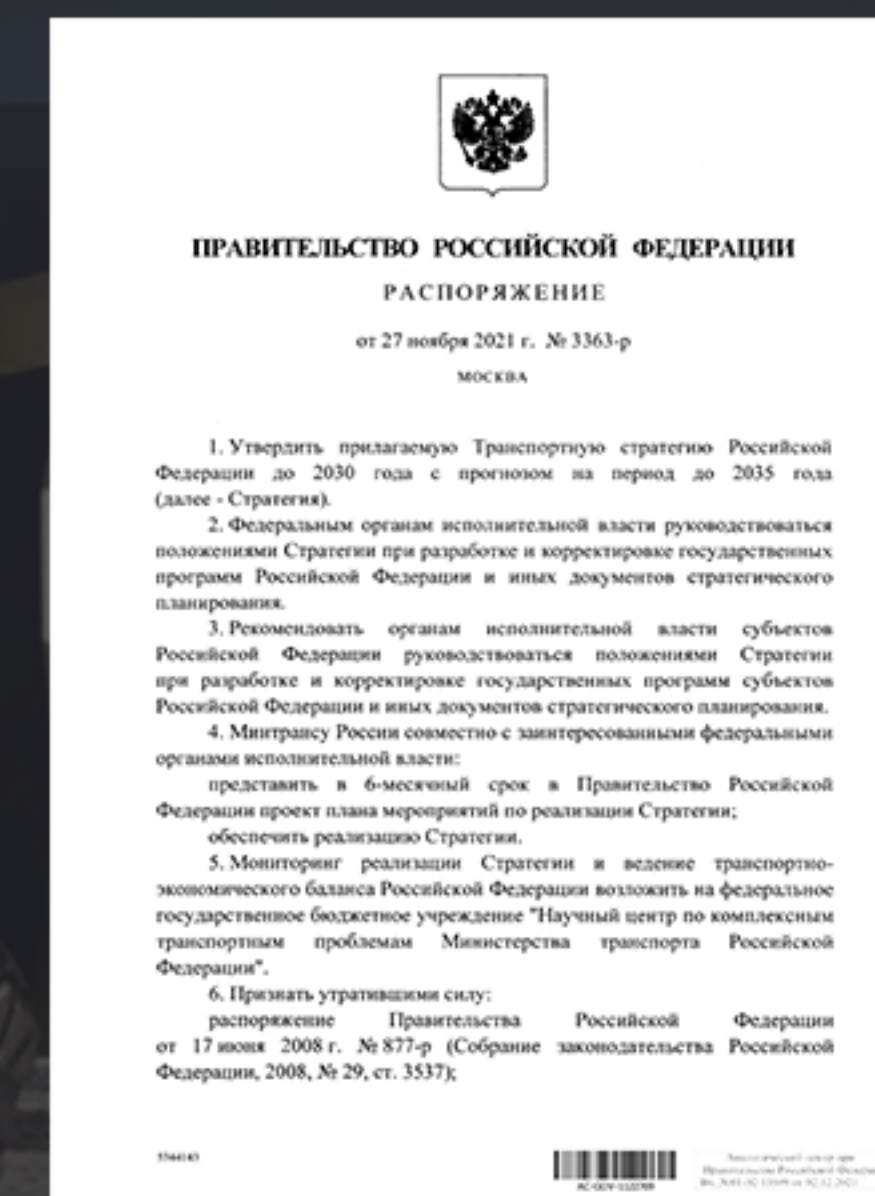 ПРАВИТЕЛЬСТВО РОССИЙСКОЙ ФЕДЕРАЦИИ
РАСПОРЯЖЕНИЕ
от 27 ноября 2021 г. № 3363-р
МОСКВА
1. Утвердить прилагаемую Транспортную стратегию Российской
Федерации до 2030 года с прогнозом на период до 2035 года
(далее - Стратегия).
2. Федеральным органам исполнительной власти руководствоваться
положениями Стратегии при разработке и корректировке государственных
программ Российской Федерации и иных документов стратегического
планирования.
3. Рекомендовать органам исполнительной власти субъектов
Российской Федерации руководствоваться положениями Стратегии
при разработке и корректировке государственных программ субъектов
Российской Федерации и иных документов стратегического планирования.
4. Минтрансу России совместно с заинтересованными федеральными
органами исполнительной власти:
представить в 6-месячный срок в Правительство Российской
Федерации проект плана мероприятий по реализации Стратегии;
обеспечить реализацию Стратегии.
5. Мониторинг реализации Стратегии и ведение транспортно-
экономического баланса Российской Федерации возложить на федеральное
государственное бюджетное учреждение "Научный центр по комплексным
транспортным проблемам Министерства транспорта Российской
Федерации".
6. Признать утратившими силу:
распоряжение Правительства Российской Федерации
от 17 июня 2008 г. № 877-р (Собрание законодательства Российской
Федерации, 2008, № 29, ст. 3537);